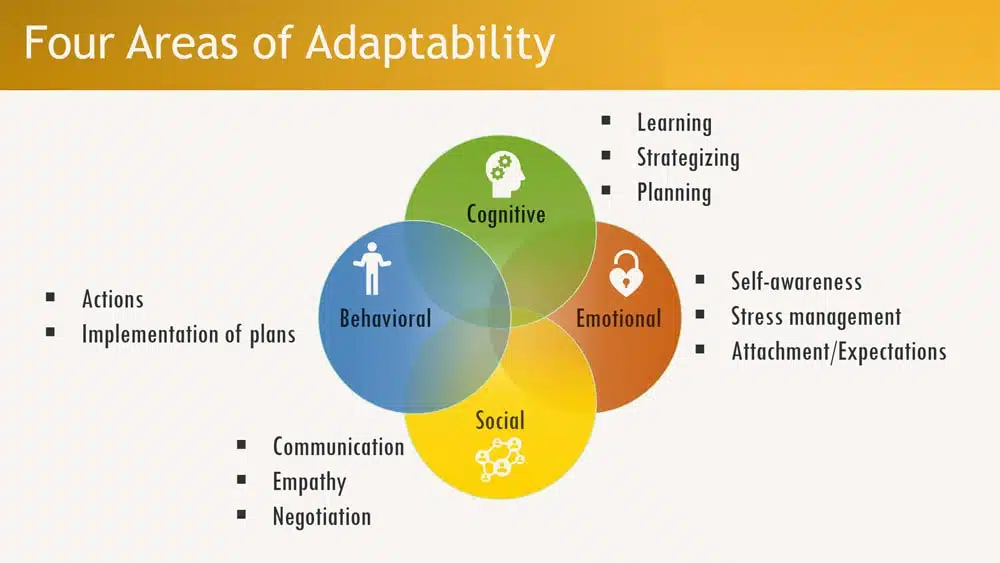 Four Areas of Adaptability
Cognitive
Learning
Strategizing
Planning
Emotional
Self-awareness
Stress management
Attachment/Expectations
Social
Communication
Empathy
Negotiation
Behavioral
Actions
Implementation of plans